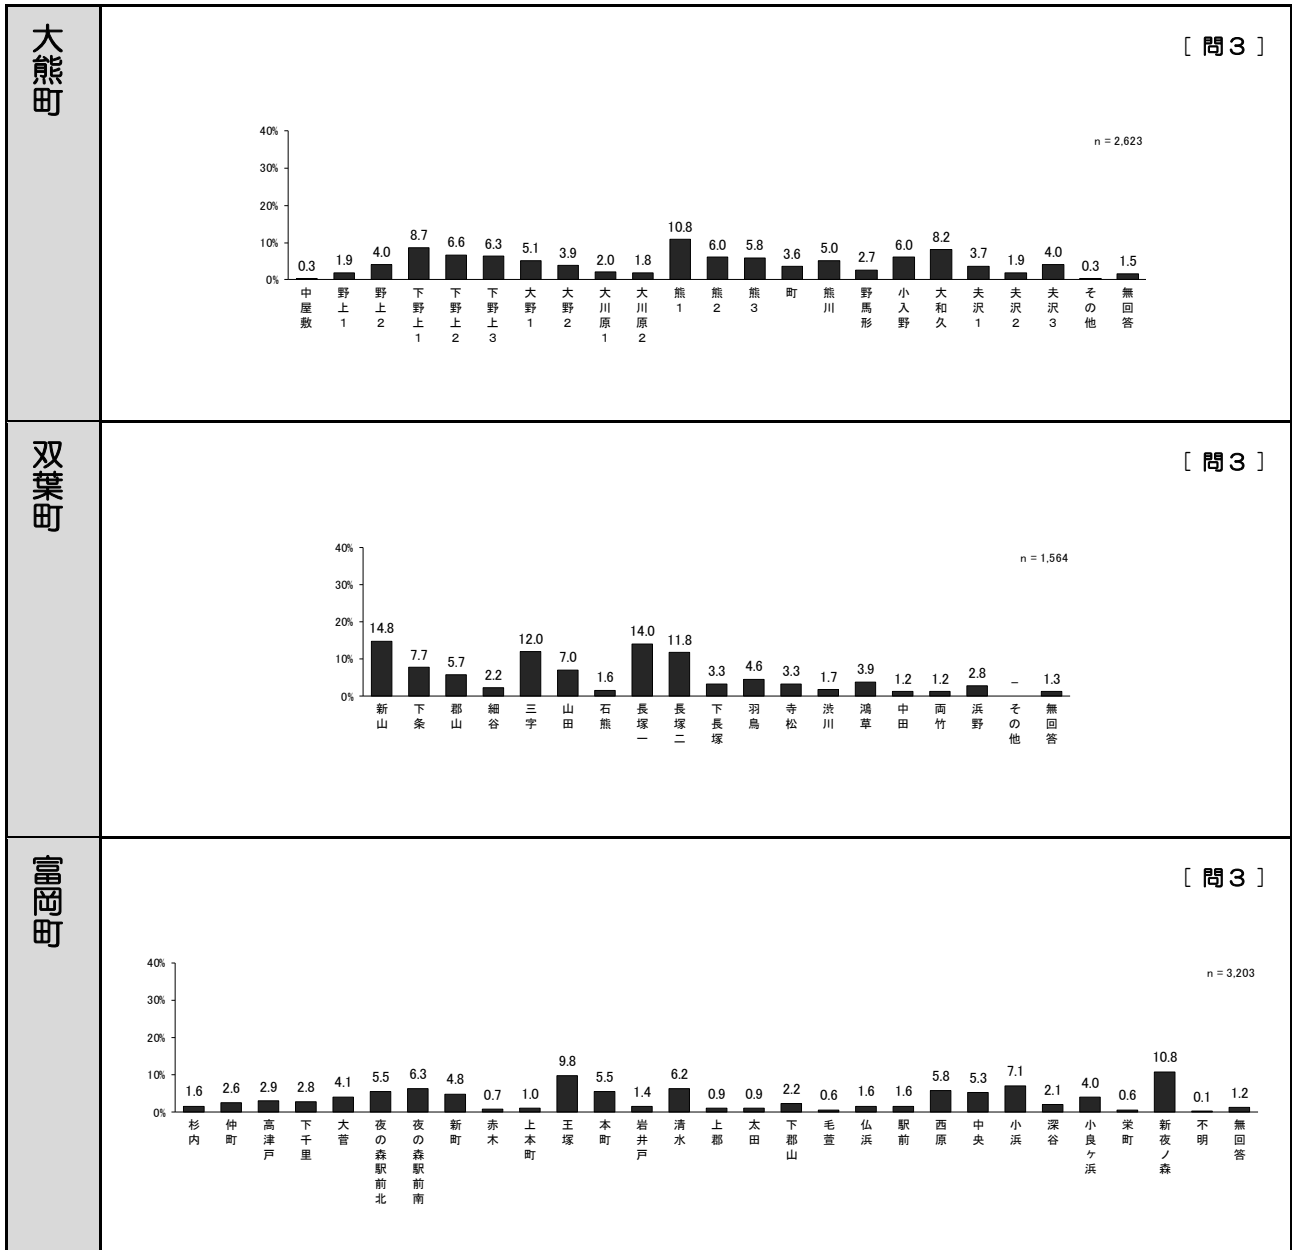 大熊町
[ 問3 ]
n = 2,623
40%
30%
20%
10%
0%
0.3 1.9 4.0 8.7 6.6 6.3 5.1 3.9 2.0 1.8 10.8 6.0 5.8 3.6 5.0 2.7 6.0 8.2 3.7 1.9 4.0 0.3 1.5
中屋敷
野上1
野上2
下野上1
下野上2
下野上3
大野1
大野2
大川原1
大川原2
熊1
熊2
熊3
町
熊川
野馬形
小入野
大和久
夫沢1
夫沢2
夫沢3
その他
無回答
双葉町
[ 問3 ]
n = 1,564
40%
30%
20%
10%
0%
14.8 7.7 5.7 2.2 12.0 7.0 1.6 14.0 11.8 3.3 4.6 3.3 1.7 3.9 1.2 1.2 2.8 – 1.3
新山
下条
郡山
細谷
三字
山田
石熊
長塚一
長塚二
下長塚
羽鳥
寺松
渋川
鴻草
中田
両竹
浜野
その他
無回答
富岡町
[ 問3 ]
n = 3,203
40%
30%
20%
10%
0%
1.6 2.6 2.9 2.8 4.1 5.5 6.3 4.8 0.7 1.0 9.8 5.5 1.4 6.2 0.9 0.9 2.2 0.6 1.6 1.6 5.8 5.3 7.1 2.1 4.0 0.6 10.8 0.1 1.2
杉内
仲町
高津戸
下千里
大菅
夜の森駅前北
夜の森駅前南
新町
赤木
上本町
王塚
本町
岩井戸
清水
上郡
太田
下郡山
毛萱
仏浜
駅前
西原
中央
小浜
深谷
小良ヶ浜
栄町
新夜ノ森
不明
無回答